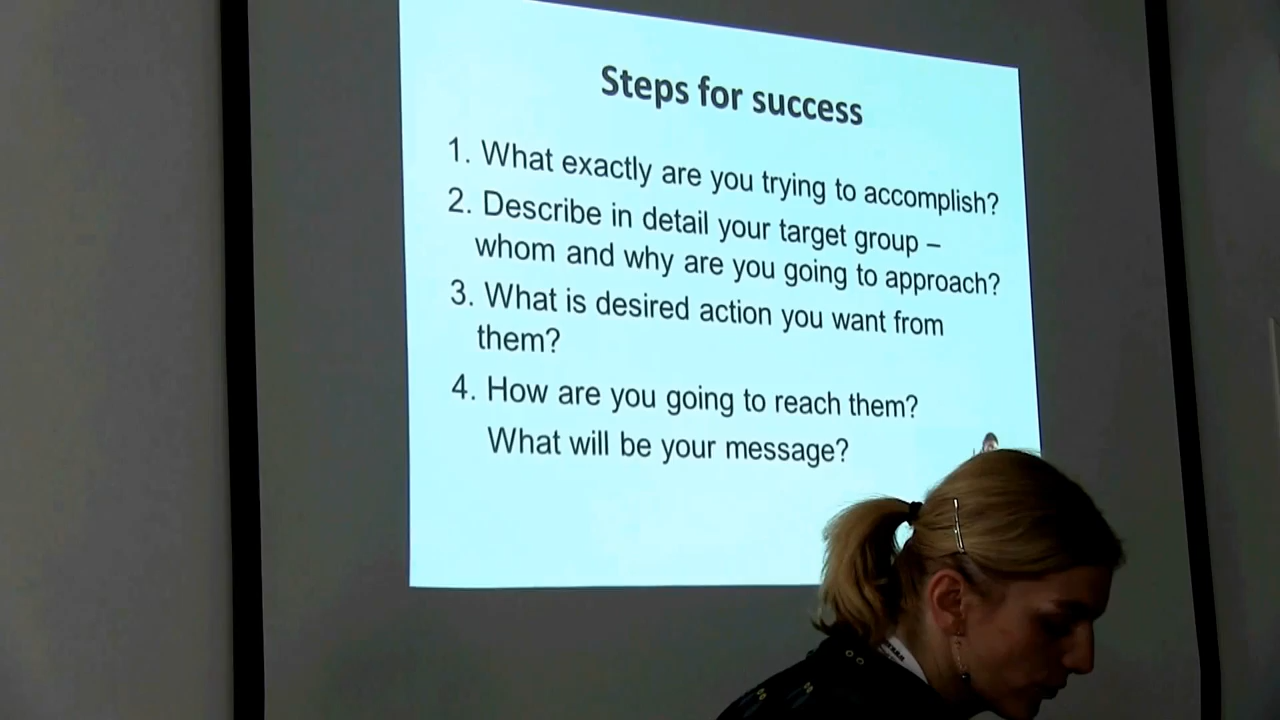 Steps for success
1. What exactly are you trying to accomplish?
2. Describe in detail your target group –
whom and why are you going to approach?
3. What is desired action you want from
them?
4. How are you going to reach them?
What will be your message?